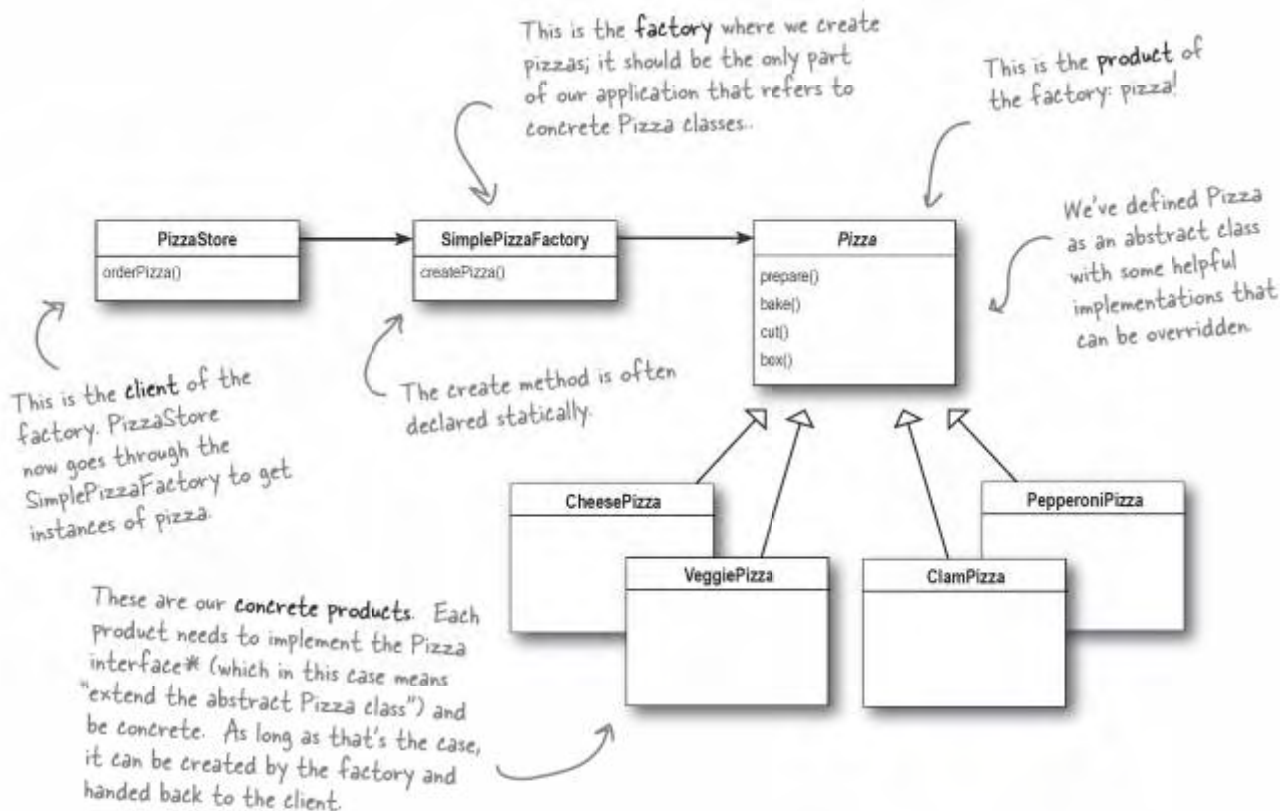 This is the factory where we create
pizzas; it should be the only part
of our application that refers to
concrete Pizza classes..
This is the product of
the factory: pizza!
We've defined Pizza
as an abstract class
with some helpful
implementations that
can be overridden.
PizzaStore
orderPizza()
SimplePizzaFactory
createPizza()
Pizza
prepare()
bake()
cut()
box()
This is the client of the
factory. PizzaStore
now goes through the
SimplePizzaFactory to get
instances of pizza.
The create method is often
declared statically.
CheesePizza
VeggiePizza
ClamPizza
PepperoniPizza
These are our concrete products. Each
product needs to implement the Pizza
interface* (which in this case means
"extend the abstract Pizza class") and
be concrete. As long as that's the case,
it can be created by the factory and
handed back to the client.